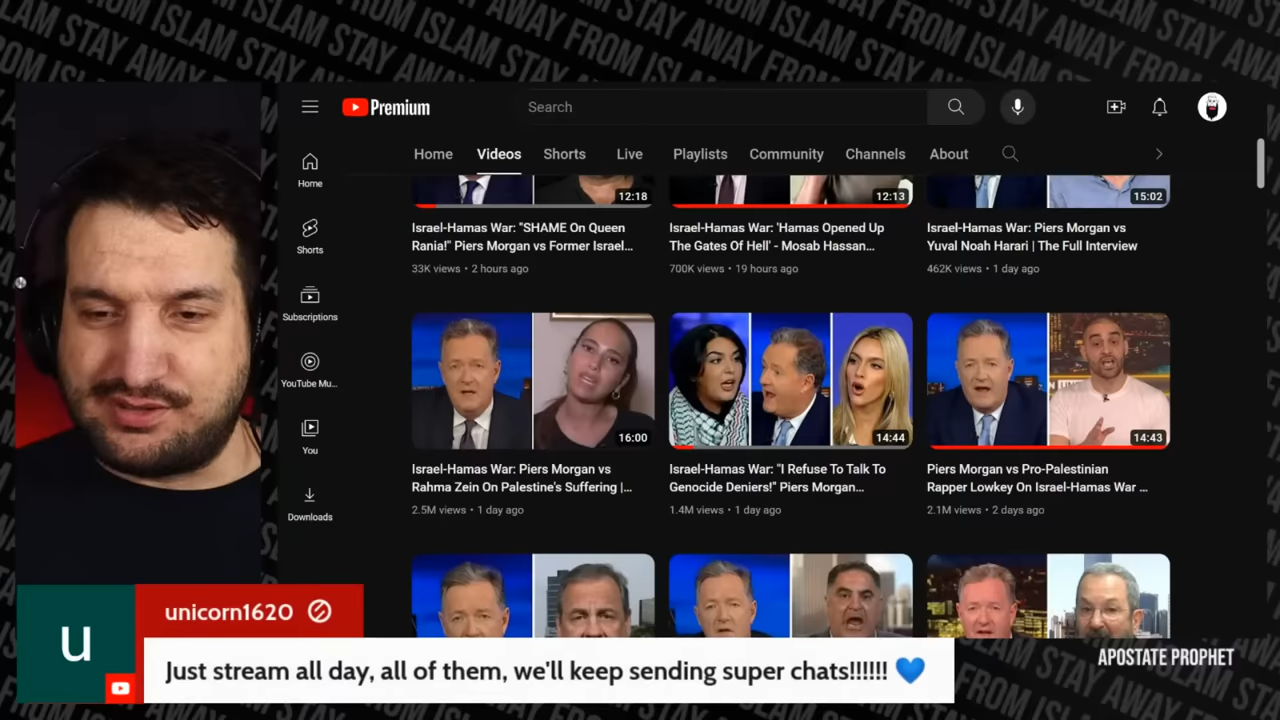 STAY AWAY FROM ISLAM
Premium
Search
Home
Videos
Shorts
Live
Playlists
Community
Channels
About
Home
Shorts
Subscriptions
YouTube Mu...
You
Downloads
12:18
12:13
15:02
Israel-Hamas War: "SHAME On Queen
Rania!" Piers Morgan vs Former Israel...
33K views • 2 hours ago
Israel-Hamas War: 'Hamas Opened Up
The Gates Of Hell' - Mosab Hassan...
700K views • 19 hours ago
Israel-Hamas War: Piers Morgan vs
Yuval Noah Harari | The Full Interview
462K views • 1 day ago
16:00
14:44
14:43
Israel-Hamas War: Piers Morgan vs
Rahma Zein On Palestine's Suffering |...
2.5M views • 1 day ago
Israel-Hamas War: "I Refuse To Talk To
Genocide Deniers!" Piers Morgan...
1.4M views • 1 day ago
Piers Morgan vs Pro-Palestinian
Rapper Lowkey On Israel-Hamas War ...
2.1M views • 2 days ago
u
unicorn1620
Just stream all day, all of them, we'll keep sending super chats!!!!!! 💙
APOSTATE PROPHET